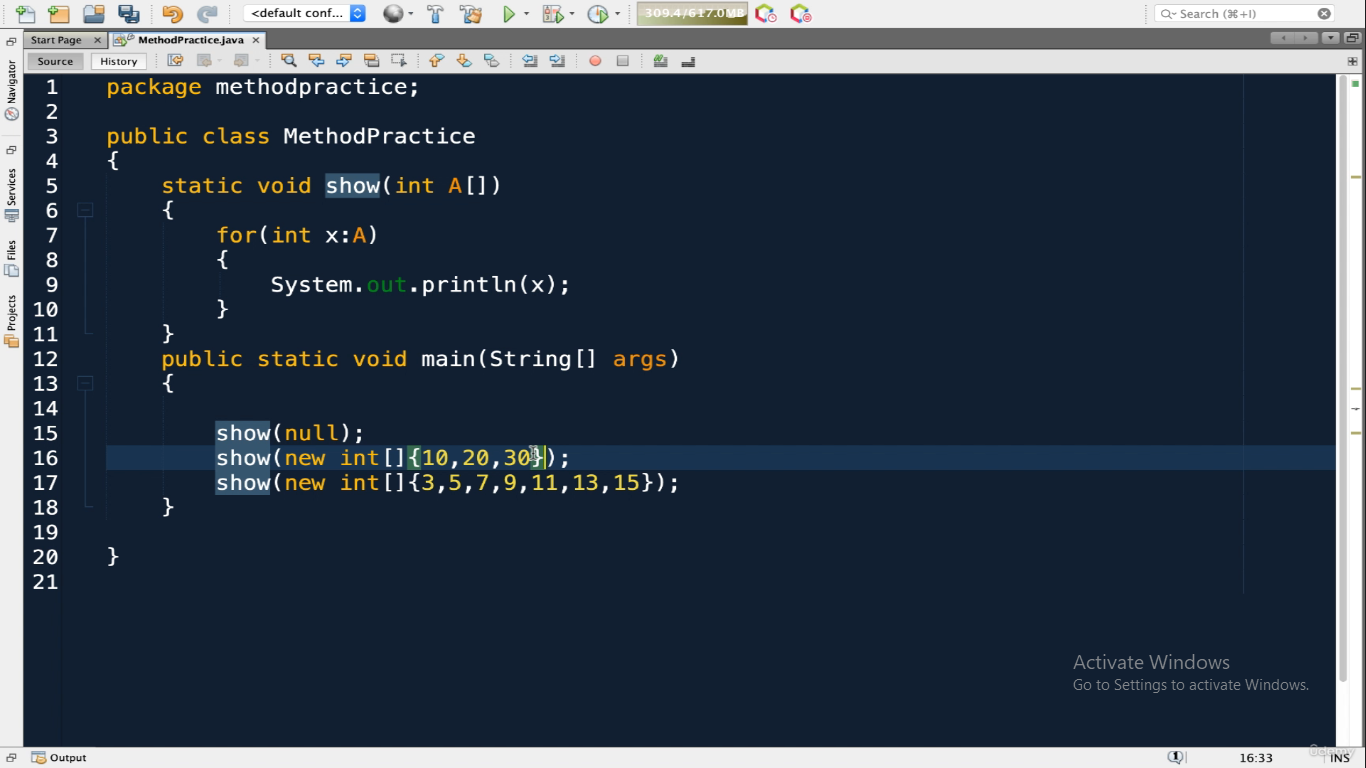 <default conf...
309.4/617.0MB
Search (⌘+I)
Start Page
MethodPractice.java
Source
History
Navigator
Services
Files
Projects
1 package methodpractice;
2
3 public class MethodPractice
4 {
5 static void show(int A[])
6 {
7 for(int x:A)
8 {
9 System.out.println(x);
10 }
11 }
12 public static void main(String[] args)
13 {
14
15 show(null);
16 show(new int[]{10,20,30});
17 show(new int[]{3,5,7,9,11,13,15});
18 }
19
20 }
21
Activate Windows
Go to Settings to activate Windows.
Output
1
16:33
INS